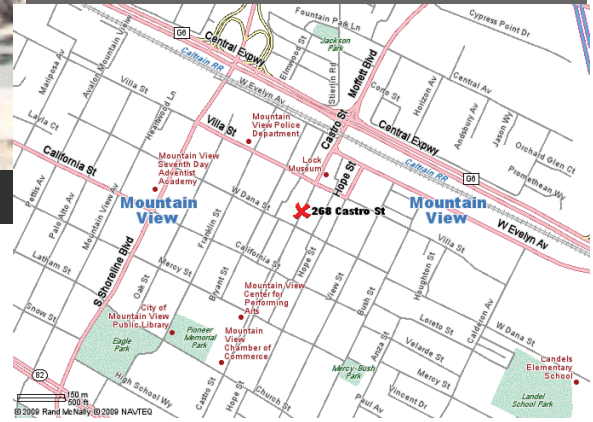 Fountain Park Ln
Cypress Point Dr
G6
Central Expwy
Jackson
Park
Moffett Blvd
Mariposa Av
Avalon Mountain View
Caltrain RR
Elmwood St
Stierlin Rd
Central Av
Villa St
W Evelyn Av
Corto St
Horizon Av
Heatwood Ln
Castro St
Andsbury Av
Jason Wy
Layla Ct
Villa St
Mountain
View Police
Department
Central Expwy
Orchard Glen Ct
California St
Mountain View
Seventh Day
Adventist
Academy
Lock
Museum
Hope St
Caltrain RR
Promethean Wy
G6
Pettis Av
Palo Alto Av
Mountain View Av
Mountain
View
W Dana St
268 Castro St
Mountain
View
W Evelyn Av
Franklin St
Villa St
S Shoreline Blvd
California St
Latham St
Mercy St
Hope St
Houghton St
Oak St
Bryant St
Mountain View
Center for
Performing
Arts
View St
Bush St
Calderon Av
Snow St
City of
Mountain View
Public Library
Pioneer
Memorial
Park
Mountain
View
Chamber of
Commerce
Loreto St
W Dana St
Eagle
Park
Anza St
Velarde St
Landels
Elementary
School
82
Mercy-Bush
Park
Mercy St
High School Wy
Castro St
Hope St
Church St
Vincent Dr
Paul Av
Landel
School Park
150 m
500 ft
©2009 Rand McNally ©2009 NAVTEQ